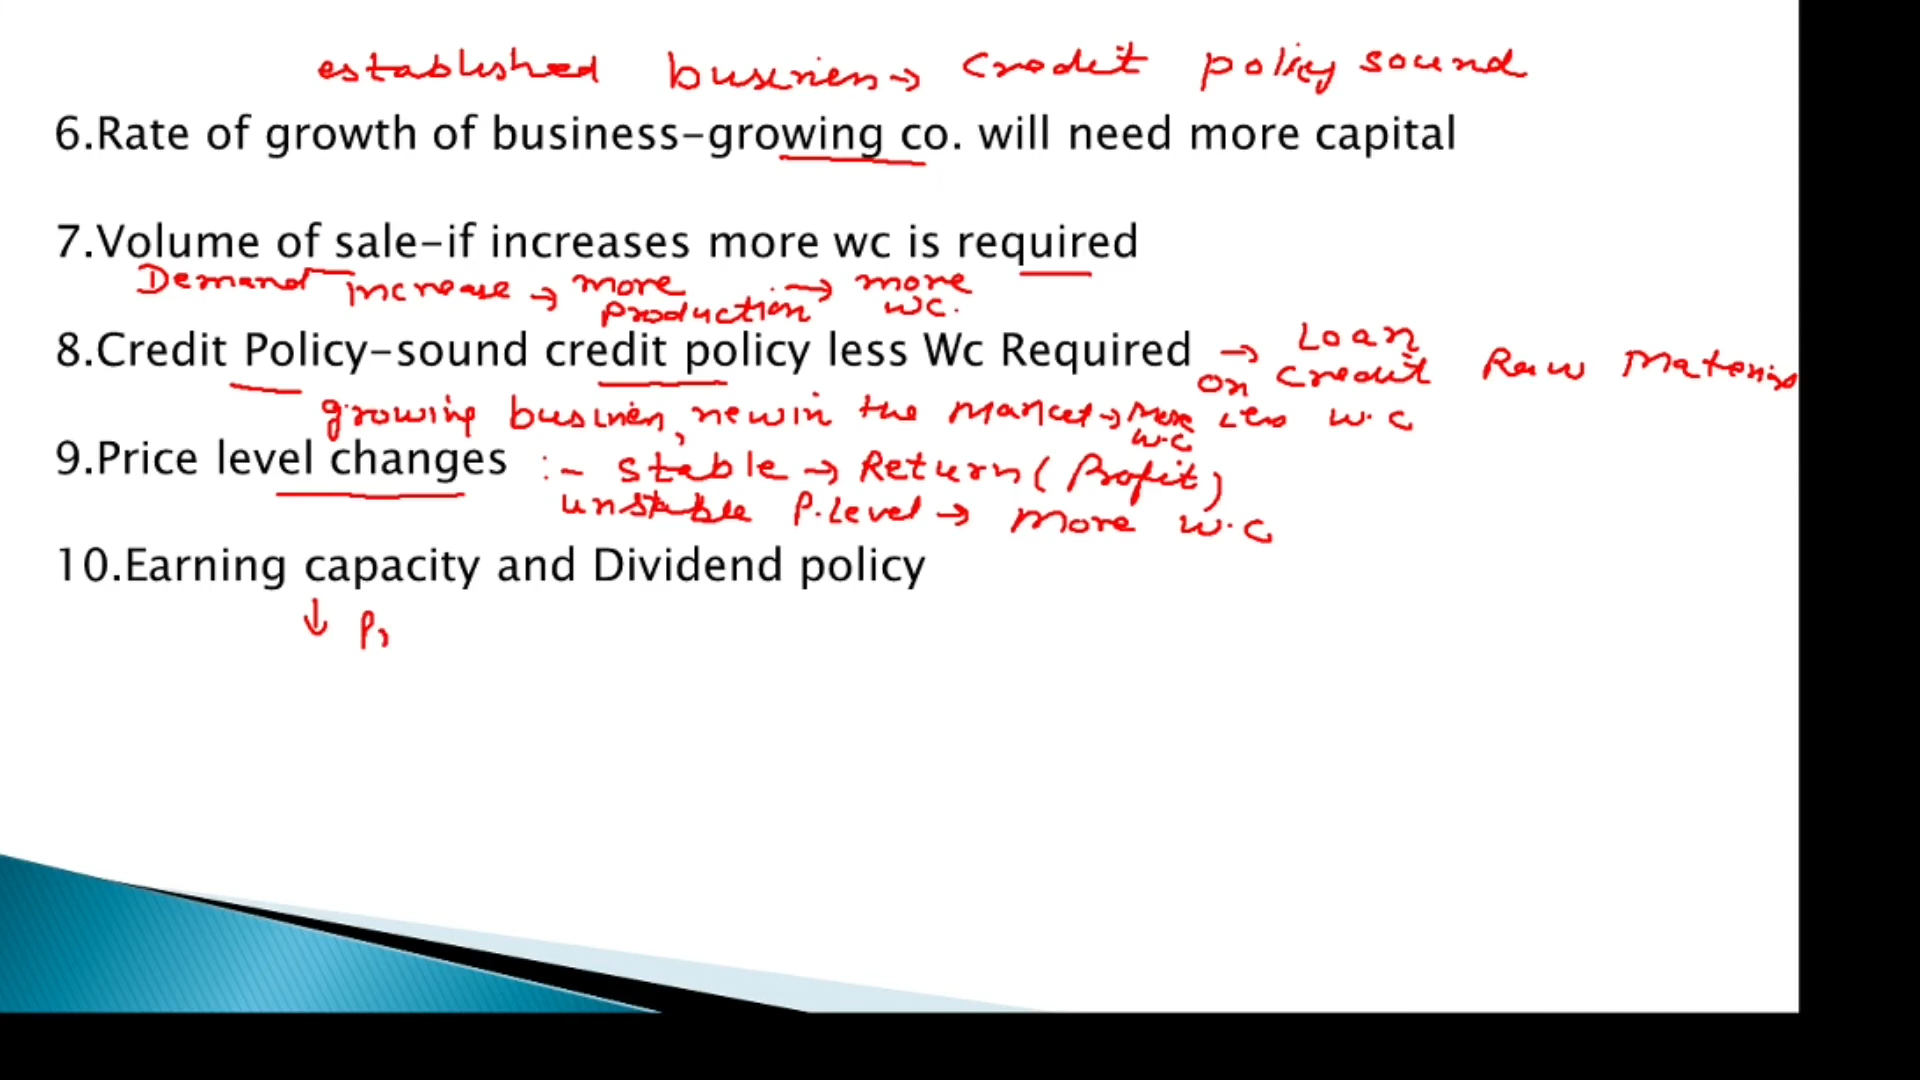 established business → credit policy sound
6.Rate of growth of business-growing co. will need more capital
7.Volume of sale-if increases more wc is required
Demand increase → more production → more wc.
8.Credit Policy-sound credit policy less Wc Required → Loan
on credit Raw Materials
growing business, new in the market → More w.c Less w.c
9.Price level changes :- stable → Return (Profit)
unstable P.Level → More w.c
10.Earning capacity and Dividend policy
↓